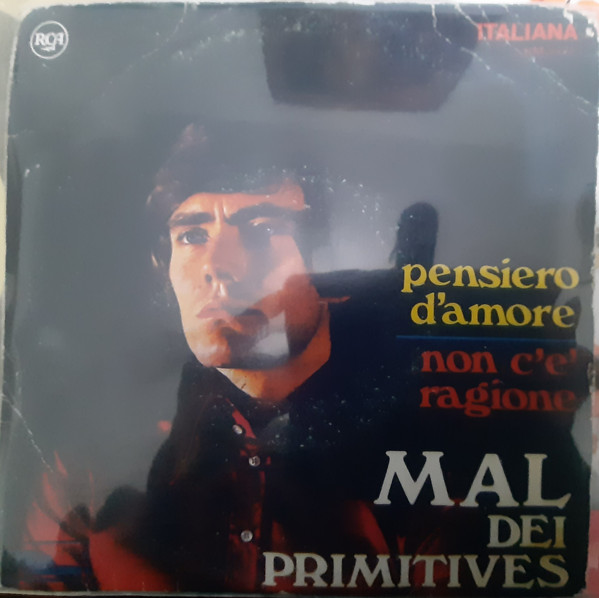 RCA
ITALIANA
pensiero
d'amore
non c'e'
ragione
MAL
DEI
PRIMITIVES